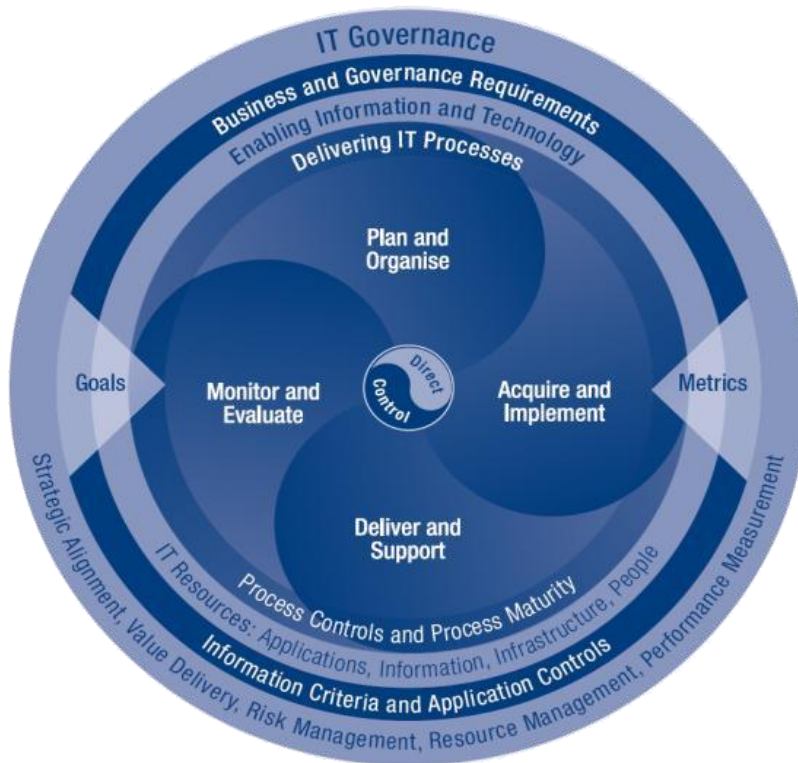 IT Governance
Business and Governance Requirements
Enabling Information and Technology
Delivering IT Processes
Plan and
Organise
Goals
Monitor and
Evaluate
Direct
Control
Acquire and
Implement
Metrics
Deliver and
Support
Process Controls and Process Maturity
IT Resources: Applications, Information, Infrastructure, People
Information Criteria and Application Controls
Strategic Alignment, Value Delivery, Risk Management, Resource Management, Performance Measurement